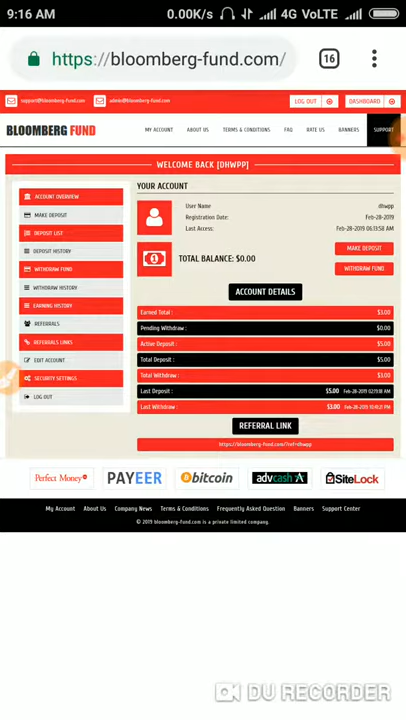 9:16 AM 0.00K/s 4G VoLTE
https://bloomberg-fund.com/ 16
support@bloomberg-fund.com admin@bloomberg-fund.com LOG OUT DASHBOARD
BLOOMBERG FUND MY ACCOUNT ABOUT US TERMS & CONDITIONS FAQ RATE US BANNERS SUPPORT
WELCOME BACK [DHWPP]
ACCOUNT OVERVIEW
MAKE DEPOSIT
DEPOSIT LIST
DEPOSIT HISTORY
WITHDRAW FUND
WITHDRAW HISTORY
EARNING HISTORY
REFERRALS
REFERRALS LINKS
EDIT ACCOUNT
SECURITY SETTINGS
LOG OUT
YOUR ACCOUNT
User Name dhwpp
Registration Date: Feb-28-2019
Last Access: Feb-28-2019 06:13:58 AM
TOTAL BALANCE: $0.00
MAKE DEPOSIT
WITHDRAW FUND
ACCOUNT DETAILS
Earned Total : $3.00
Pending Withdraw : $0.00
Active Deposit : $5.00
Total Deposit : $5.00
Total Withdraw : $3.00
Last Deposit : $5.00 Feb-28-2019
Last Withdraw : $3.00 Feb-28-2019
REFERRAL LINK
https://bloomberg-fund.com/?ref=dhwpp
Perfect Money PAYEER bitcoin advcash SiteLock
My Account About Us Company News Terms & Conditions Frequently Asked Question Banners Support Center
© 2019 bloomberg-fund.com is a private limited company.
DU RECORDER